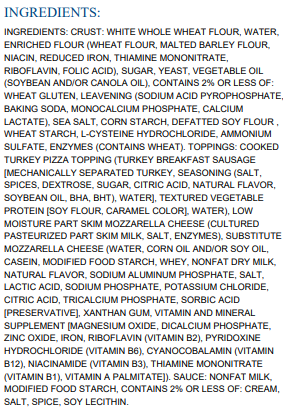 INGREDIENTS:
INGREDIENTS: CRUST: WHITE WHOLE WHEAT FLOUR, WATER,
ENRICHED FLOUR (WHEAT FLOUR, MALTED BARLEY FLOUR,
NIACIN, REDUCED IRON, THIAMINE MONONITRATE,
RIBOFLAVIN, FOLIC ACID), SUGAR, YEAST, VEGETABLE OIL
(SOYBEAN AND/OR CANOLA OIL), CONTAINS 2% OR LESS OF:
WHEAT GLUTEN, LEAVENING (SODIUM ACID PYROPHOSPHATE,
BAKING SODA, MONOCALCIUM PHOSPHATE, CALCIUM
LACTATE), SEA SALT, CORN STARCH, DEFATTED SOY FLOUR ,
WHEAT STARCH, L-CYSTEINE HYDROCHLORIDE, AMMONIUM
SULFATE, ENZYMES (CONTAINS WHEAT). TOPPINGS: COOKED
TURKEY PIZZA TOPPING (TURKEY BREAKFAST SAUSAGE
[MECHANICALLY SEPARATED TURKEY, SEASONING (SALT,
SPICES, DEXTROSE, SUGAR, CITRIC ACID, NATURAL FLAVOR,
SOYBEAN OIL, BHA, BHT), WATER], TEXTURED VEGETABLE
PROTEIN [SOY FLOUR, CARAMEL COLOR], WATER), LOW
MOISTURE PART SKIM MOZZARELLA CHEESE (CULTURED
PASTEURIZED PART SKIM MILK, SALT, ENZYMES), SUBSTITUTE
MOZZARELLA CHEESE (WATER, CORN OIL AND/OR SOY OIL,
CASEIN, MODIFIED FOOD STARCH, WHEY, NONFAT DRY MILK,
NATURAL FLAVOR, SODIUM ALUMINUM PHOSPHATE, SALT,
LACTIC ACID, SODIUM PHOSPHATE, POTASSIUM CHLORIDE,
CITRIC ACID, TRICALCIUM PHOSPHATE, SORBIC ACID
[PRESERVATIVE], XANTHAN GUM, VITAMIN AND MINERAL
SUPPLEMENT [MAGNESIUM OXIDE, DICALCIUM PHOSPHATE,
ZINC OXIDE, IRON, RIBOFLAVIN (VITAMIN B2), PYRIDOXINE
HYDROCHLORIDE (VITAMIN B6), CYANOCOBALAMIN (VITAMIN
B12), NIACINAMIDE (VITAMIN B3), THIAMINE MONONITRATE
(VITAMIN B1), VITAMIN A PALMITATE]). SAUCE: NONFAT MILK,
MODIFIED FOOD STARCH, CONTAINS 2% OR LESS OF: CREAM,
SALT, SPICE, SOY LECITHIN.